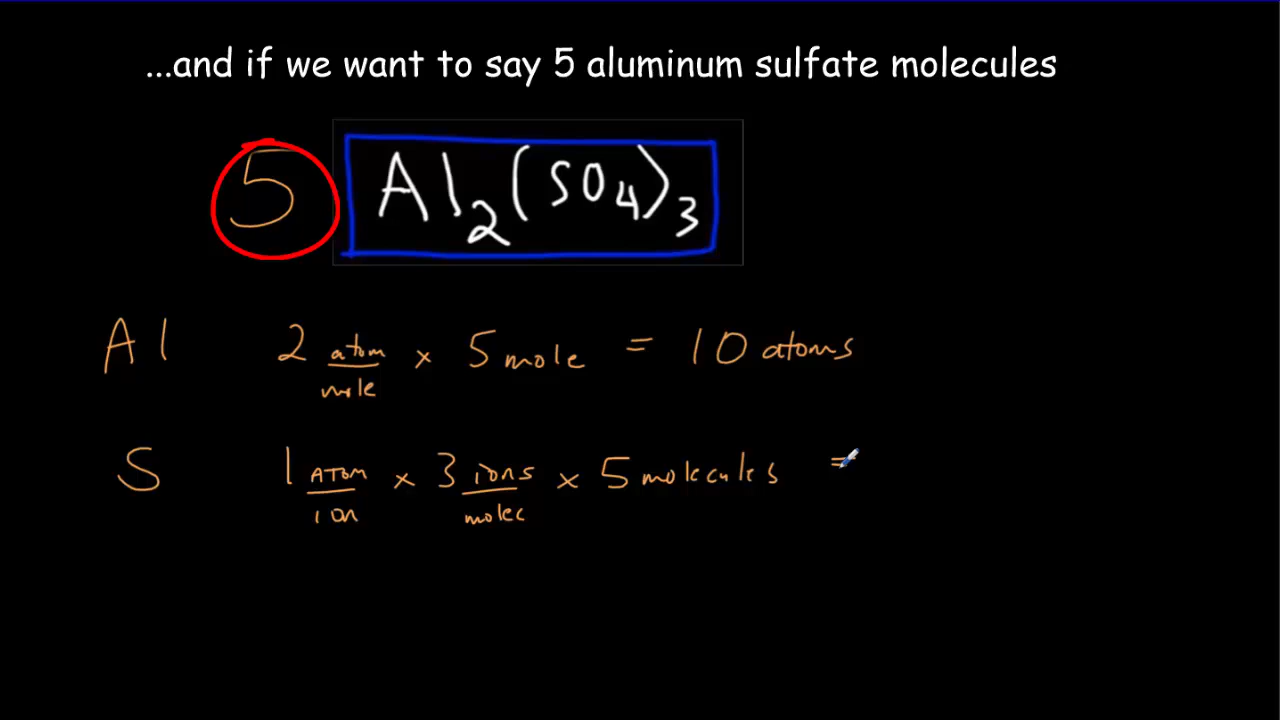 ...and if we want to say 5 aluminum sulfate molecules
5 Al₂(SO₄)₃
Al 2 atom/mole × 5 mole = 10 atoms
S 1 ATOM/ion × 3 ions/molec × 5 molecules =